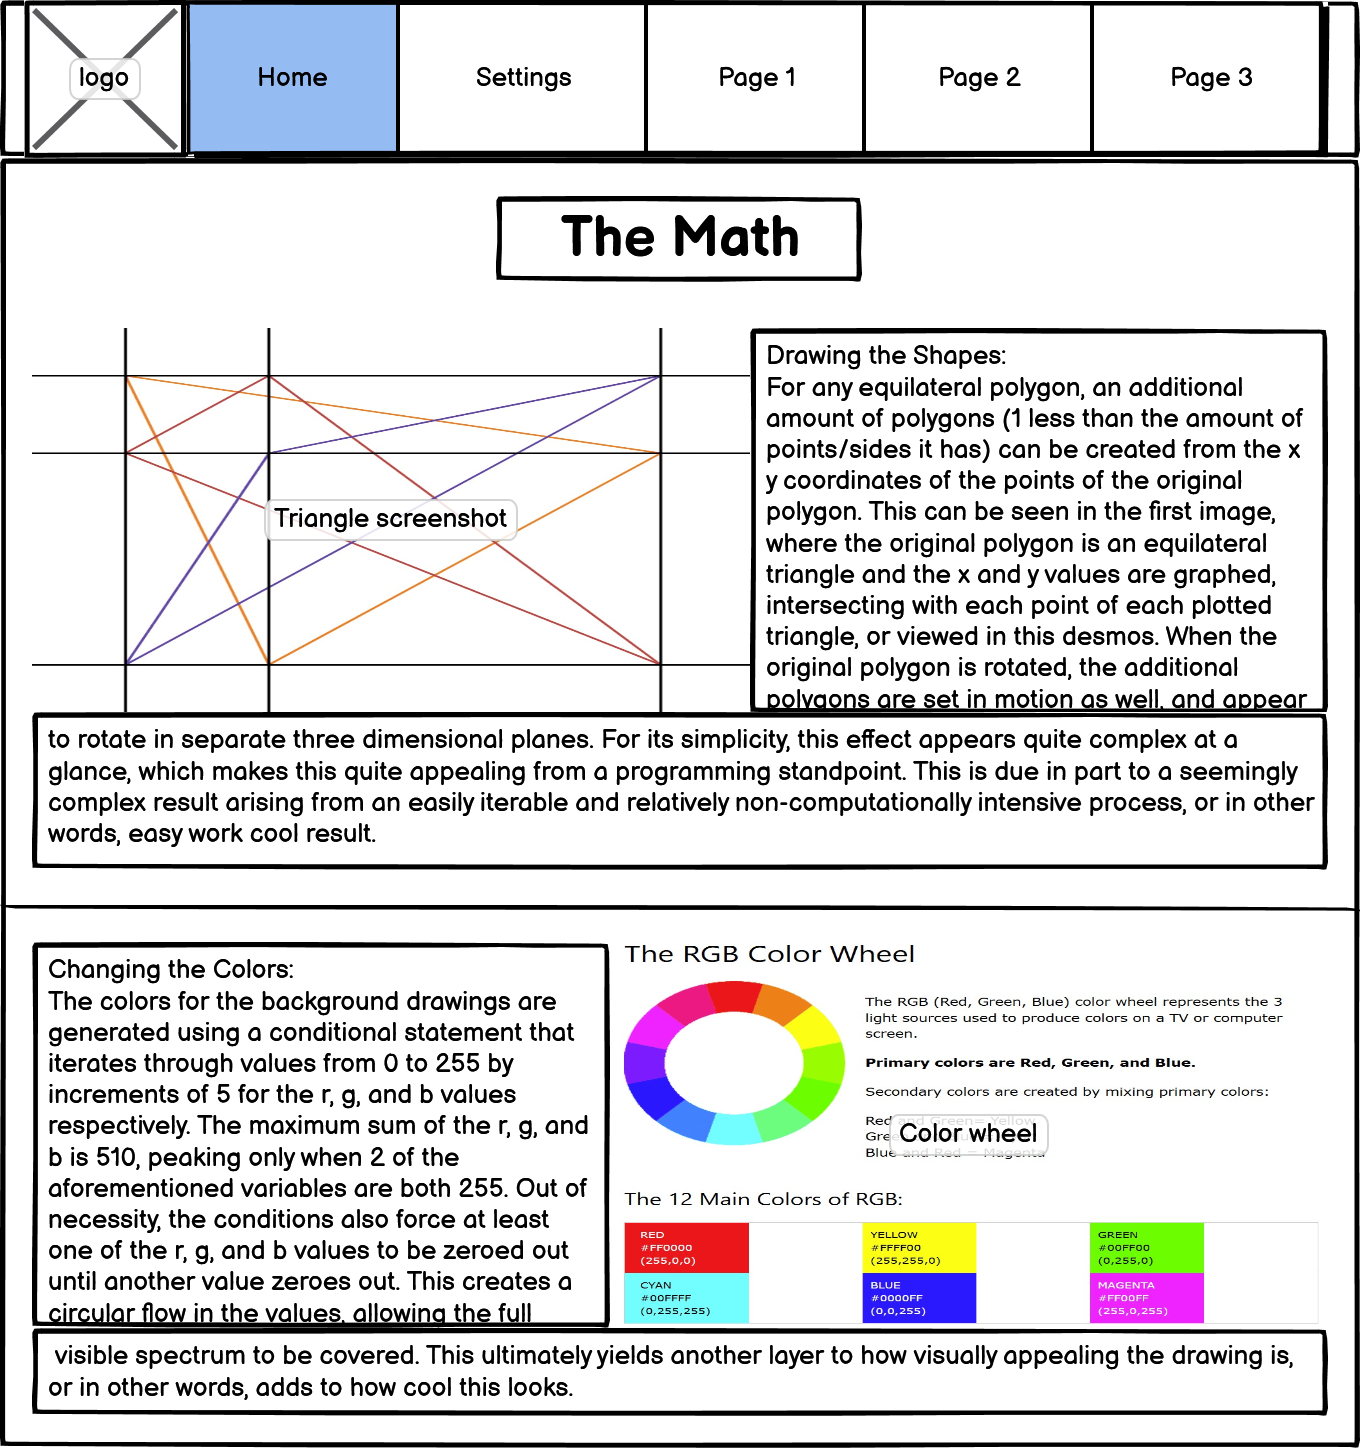 logo
Home
Settings
Page 1
Page 2
Page 3
The Math
Triangle screenshot
Drawing the Shapes:
For any equilateral polygon, an additional
amount of polygons (1 less than the amount of
points/sides it has) can be created from the x
y coordinates of the points of the original
polygon. This can be seen in the first image,
where the original polygon is an equilateral
triangle and the x and y values are graphed,
intersecting with each point of each plotted
triangle, or viewed in this desmos. When the
original polygon is rotated, the additional
polygons are set in motion as well, and appear
to rotate in separate three dimensional planes. For its simplicity, this effect appears quite complex at a
glance, which makes this quite appealing from a programming standpoint. This is due in part to a seemingly
complex result arising from an easily iterable and relatively non-computationally intensive process, or in other
words, easy work cool result.
Changing the Colors:
The colors for the background drawings are
generated using a conditional statement that
iterates through values from 0 to 255 by
increments of 5 for the r, g, and b values
respectively. The maximum sum of the r, g, and
b is 510, peaking only when 2 of the
aforementioned variables are both 255. Out of
necessity, the conditions also force at least
one of the r, g, and b values to be zeroed out
until another value zeroes out. This creates a
circular flow in the values, allowing the full
The RGB Color Wheel
The RGB (Red, Green, Blue) color wheel represents the 3
light sources used to produce colors on a TV or computer
screen.
Primary colors are Red, Green, and Blue.
Secondary colors are created by mixing primary colors:
Red and Green= Yellow
Color wheel
Blue and Red = Magenta
The 12 Main Colors of RGB:
RED
#FF0000
(255,0,0)
YELLOW
#FFFF00
(255,255,0)
GREEN
#00FF00
(0,255,0)
CYAN
#00FFFF
(0,255,255)
BLUE
#0000FF
(0,0,255)
MAGENTA
#FF00FF
(255,0,255)
visible spectrum to be covered. This ultimately yields another layer to how visually appealing the drawing is,
or in other words, adds to how cool this looks.